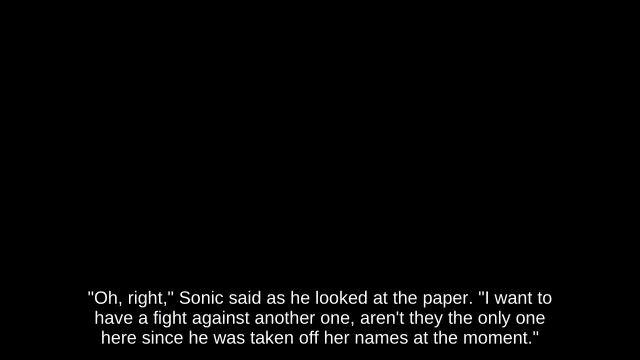 "Oh, right," Sonic said as he looked at the paper. "I want to
have a fight against another one, aren't they the only one
here since he was taken off her names at the moment."